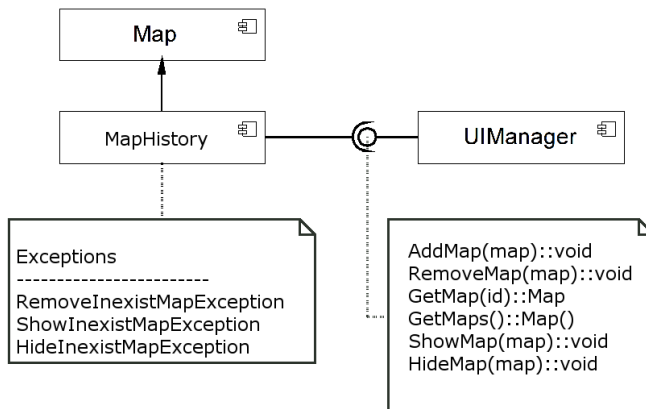 Map
MapHistory
UIManager
Exceptions
------------------------
RemoveInexistMapException
ShowInexistMapException
HideInexistMapException
AddMap(map)::void
RemoveMap(map)::void
GetMap(id)::Map
GetMaps()::Map()
ShowMap(map)::void
HideMap(map)::void